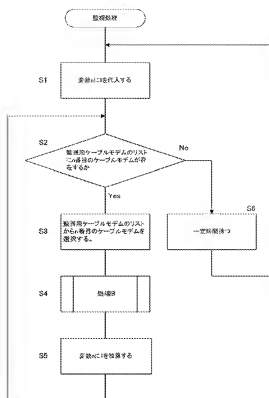 監視処理
S1
変数nに1を代入する
S2
監視用ケーブルモデムのリスト
にn番目のケーブルモデムが存
在するか
No
Yes
S6
一定時間待つ
S3
監視用ケーブルモデムのリスト
からn番目のケーブルモデムを
選択する。
S4
S5
変数nに1を加算する